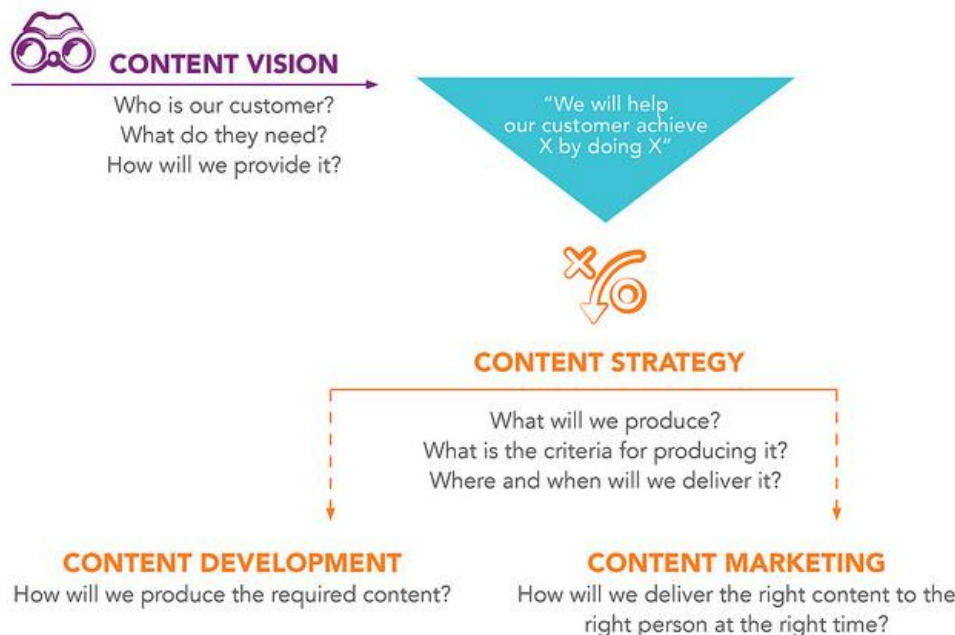 CONTENT VISION
Who is our customer?
What do they need?
How will we provide it?
“We will help
our customer achieve
X by doing X”
CONTENT STRATEGY
What will we produce?
What is the criteria for producing it?
Where and when will we deliver it?
CONTENT DEVELOPMENT
How will we produce the required content?
CONTENT MARKETING
How will we deliver the right content to the
right person at the right time?